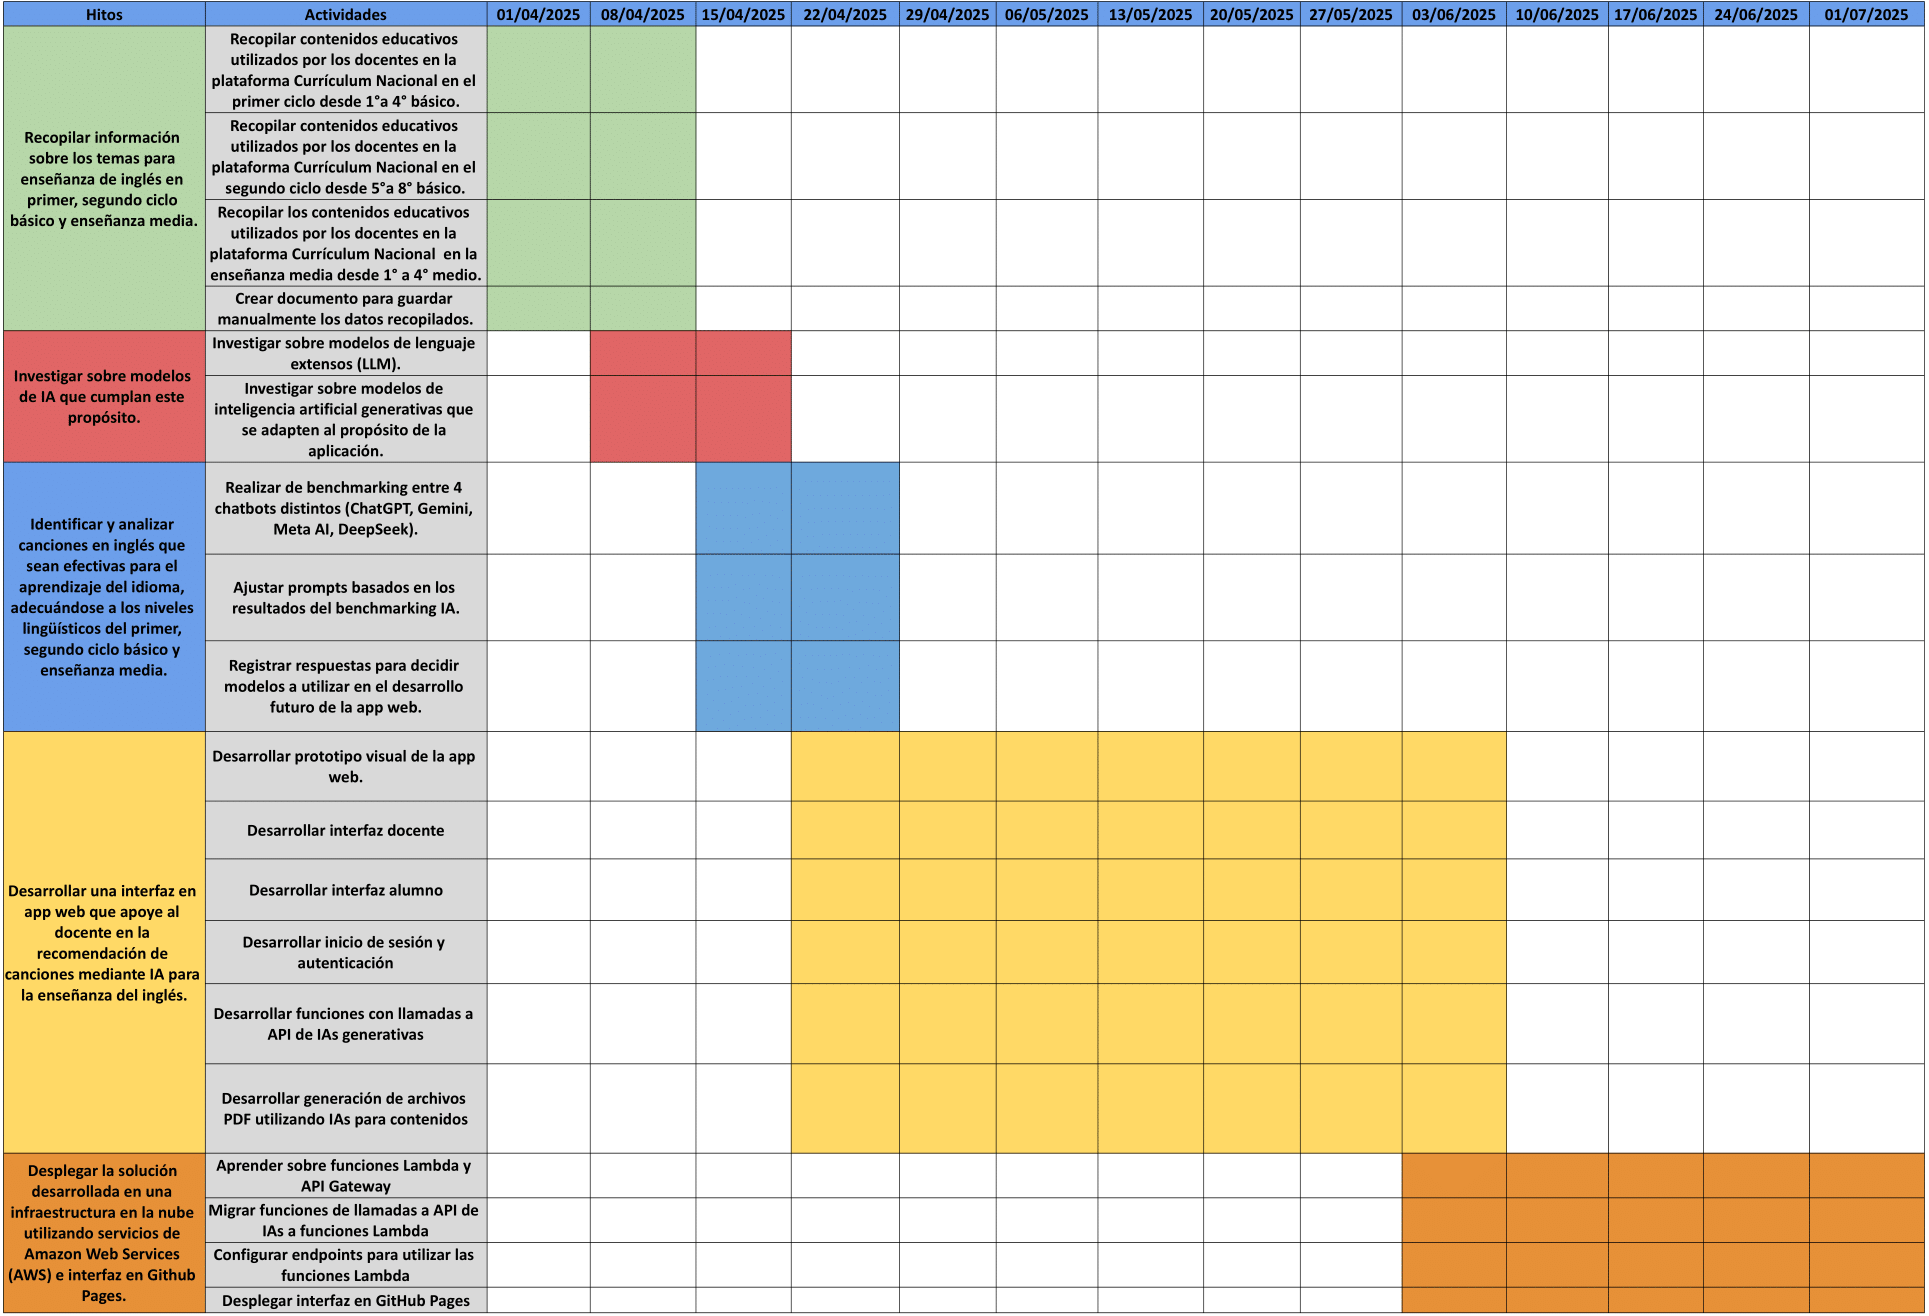 Hitos Actividades 01/04/2025 08/04/2025 15/04/2025 22/04/2025 29/04/2025 06/05/2025 13/05/2025 20/05/2025 27/05/2025 03/06/2025 10/06/2025 17/06/2025 24/06/2025 01/07/2025
Recopilar información
sobre los temas para
enseñanza de inglés en
primer, segundo ciclo
básico y enseñanza media.
Recopilar contenidos educativos
utilizados por los docentes en la
plataforma Currículum Nacional en el
primer ciclo desde 1°a 4° básico.
Recopilar contenidos educativos
utilizados por los docentes en la
plataforma Currículum Nacional en el
segundo ciclo desde 5°a 8° básico.
Recopilar los contenidos educativos
utilizados por los docentes en la
plataforma Currículum Nacional  en la
enseñanza media desde 1° a 4° medio.
Crear documento para guardar
manualmente los datos recopilados.
Investigar sobre modelos
de IA que cumplan este
propósito.
Investigar sobre modelos de lenguaje
extensos (LLM).
Investigar sobre modelos de
inteligencia artificial generativas que
se adapten al propósito de la
aplicación.
Identificar y analizar
canciones en inglés que
sean efectivas para el
aprendizaje del idioma,
adecuándose a los niveles
lingüísticos del primer,
segundo ciclo básico y
enseñanza media.
Realizar de benchmarking entre 4
chatbots distintos (ChatGPT, Gemini,
Meta AI, DeepSeek).
Ajustar prompts basados en los
resultados del benchmarking IA.
Registrar respuestas para decidir
modelos a utilizar en el desarrollo
futuro de la app web.
Desarrollar una interfaz en
app web que apoye al
docente en la
recomendación de
canciones mediante IA para
la enseñanza del inglés.
Desarrollar prototipo visual de la app
web.
Desarrollar interfaz docente
Desarrollar interfaz alumno
Desarrollar inicio de sesión y
autenticación
Desarrollar funciones con llamadas a
API de IAs generativas
Desarrollar generación de archivos
PDF utilizando IAs para contenidos
Desplegar la solución
desarrollada en una
infraestructura en la nube
utilizando servicios de
Amazon Web Services
(AWS) e interfaz en Github
Pages.
Aprender sobre funciones Lambda y
API Gateway
Migrar funciones de llamadas a API de
IAs a funciones Lambda
Configurar endpoints para utilizar las
funciones Lambda
Desplegar interfaz en GitHub Pages